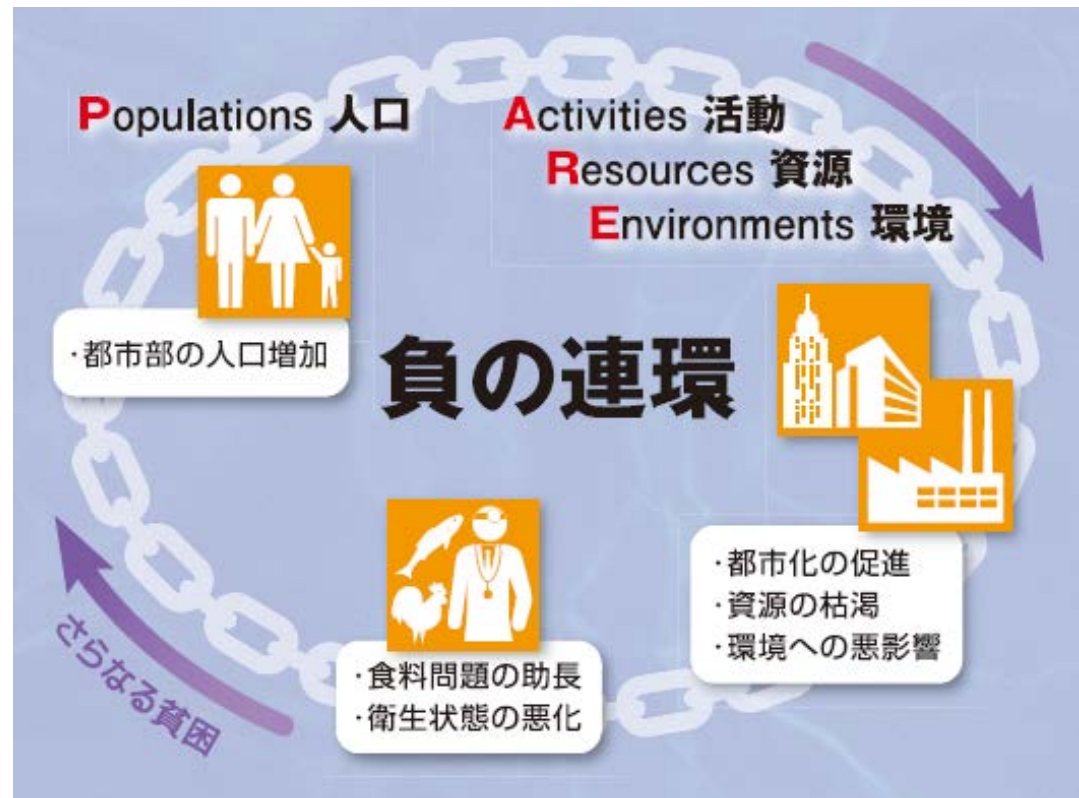 Populations 人口
Activities 活動
Resources 資源
Environments 環境
・都市部の人口増加
負の連環
・都市化の促進
・資源の枯渇
・環境への悪影響
・食料問題の助長
・衛生状態の悪化
さらなる貧困